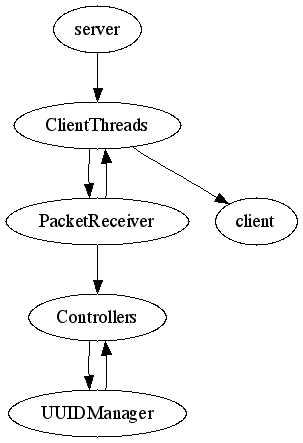 server
ClientThreads
PacketReceiver
client
Controllers
UUIDManager